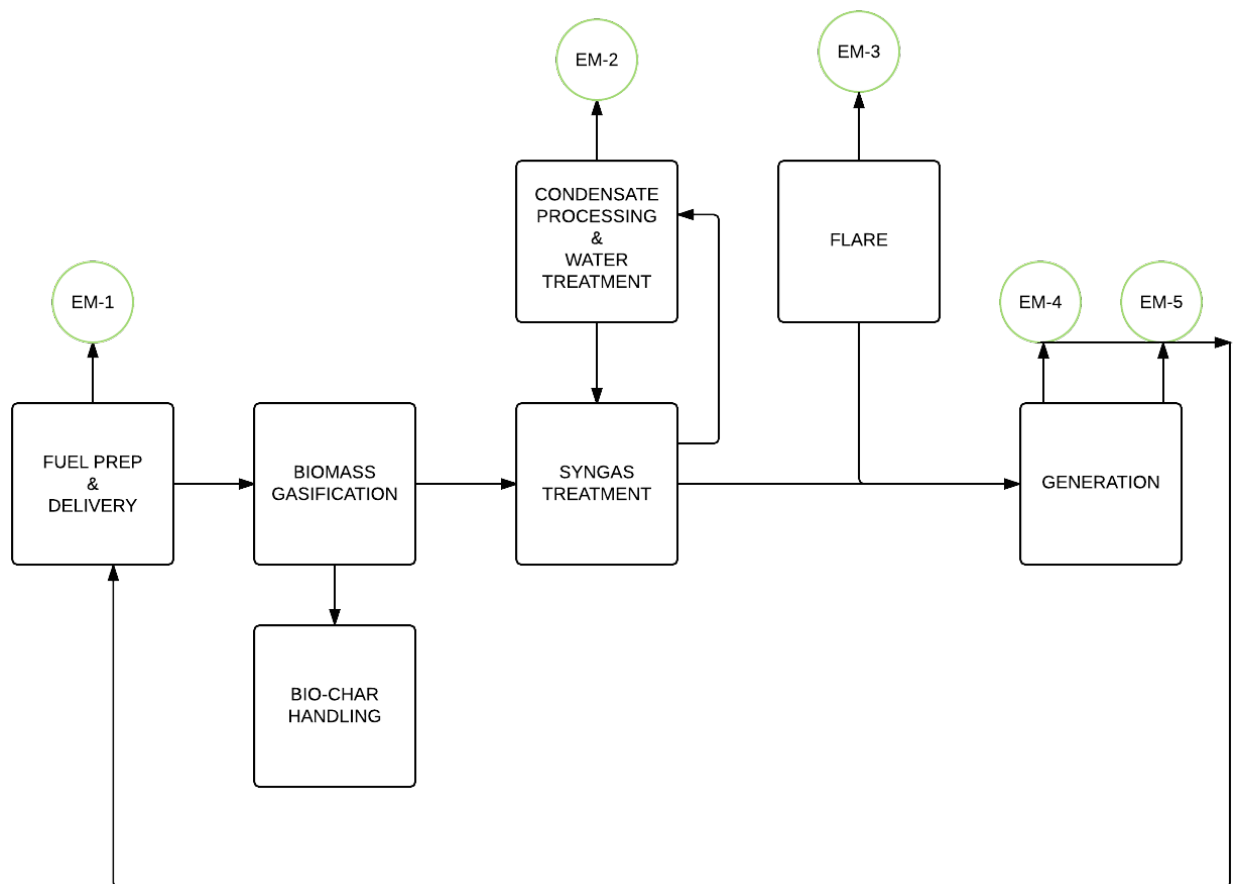 EM-2
EM-3
CONDENSATE
PROCESSING
&
WATER
TREATMENT
FLARE
EM-1
EM-4
EM-5
FUEL PREP
&
DELIVERY
BIOMASS
GASIFICATION
SYNGAS
TREATMENT
GENERATION
BIO-CHAR
HANDLING